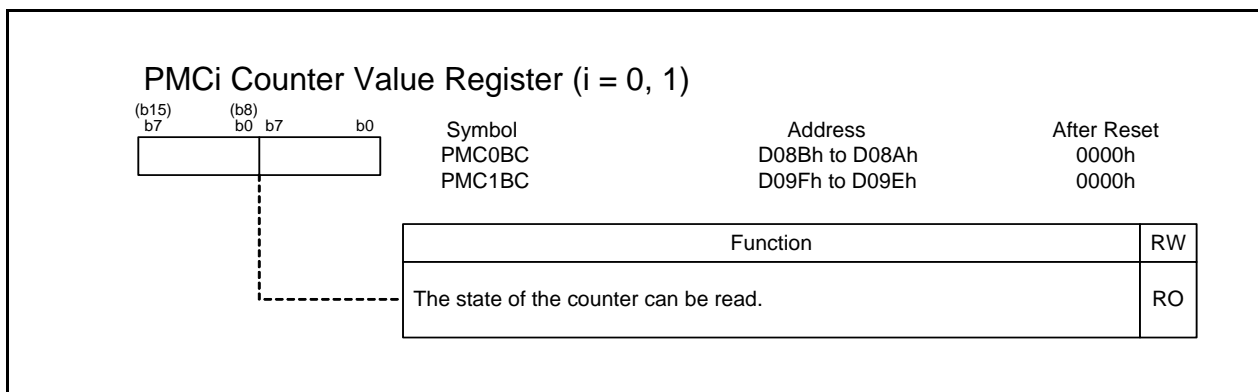 PMCi Counter Value Register (i = 0, 1)
(b15) (b8)
b7 b0 b7 b0
Symbol Address After Reset
PMC0BC D08Bh to D08Ah 0000h
PMC1BC D09Fh to D09Eh 0000h
Function RW
The state of the counter can be read. RO